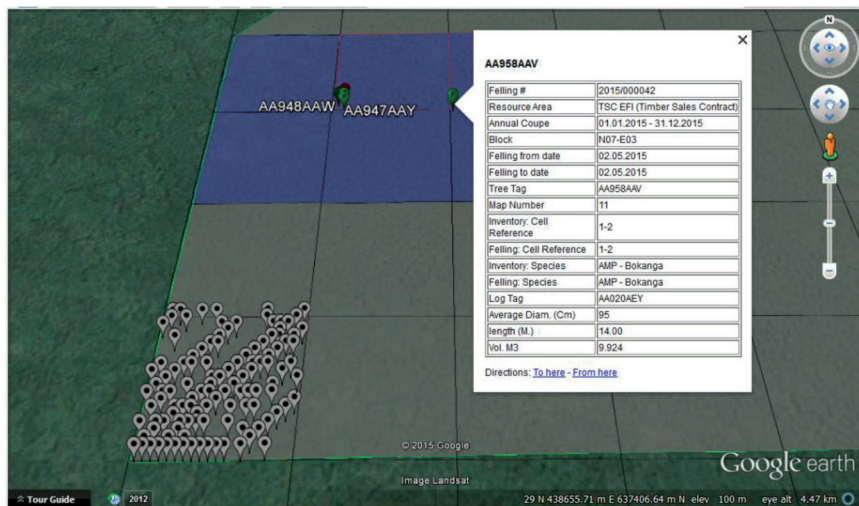 N
AA948AAW
AA947AAY
AA958AAV
Felling # 2015/000042
Resource Area TSC EFI (Timber Sales Contract)
Annual Coupe 01.01.2015 - 31.12.2015
Block N07-E03
Felling from date 02.05.2015
Felling to date 02.05.2015
Tree Tag AA958AAV
Map Number 11
Inventory: Cell
Reference 1-2
Felling: Cell Reference 1-2
Inventory: Species AMP - Bokanga
Felling: Species AMP - Bokanga
Log Tag AA020AEY
Average Diam. (Cm) 95
length (M.) 14.00
Vol. M3 9.924
Directions: To here - From here
© 2015 Google
Image Landsat
Google earth
Tour Guide 2012
29 N 438655.71 m E 637406.64 m N elev 100 m eye alt 4.47 km